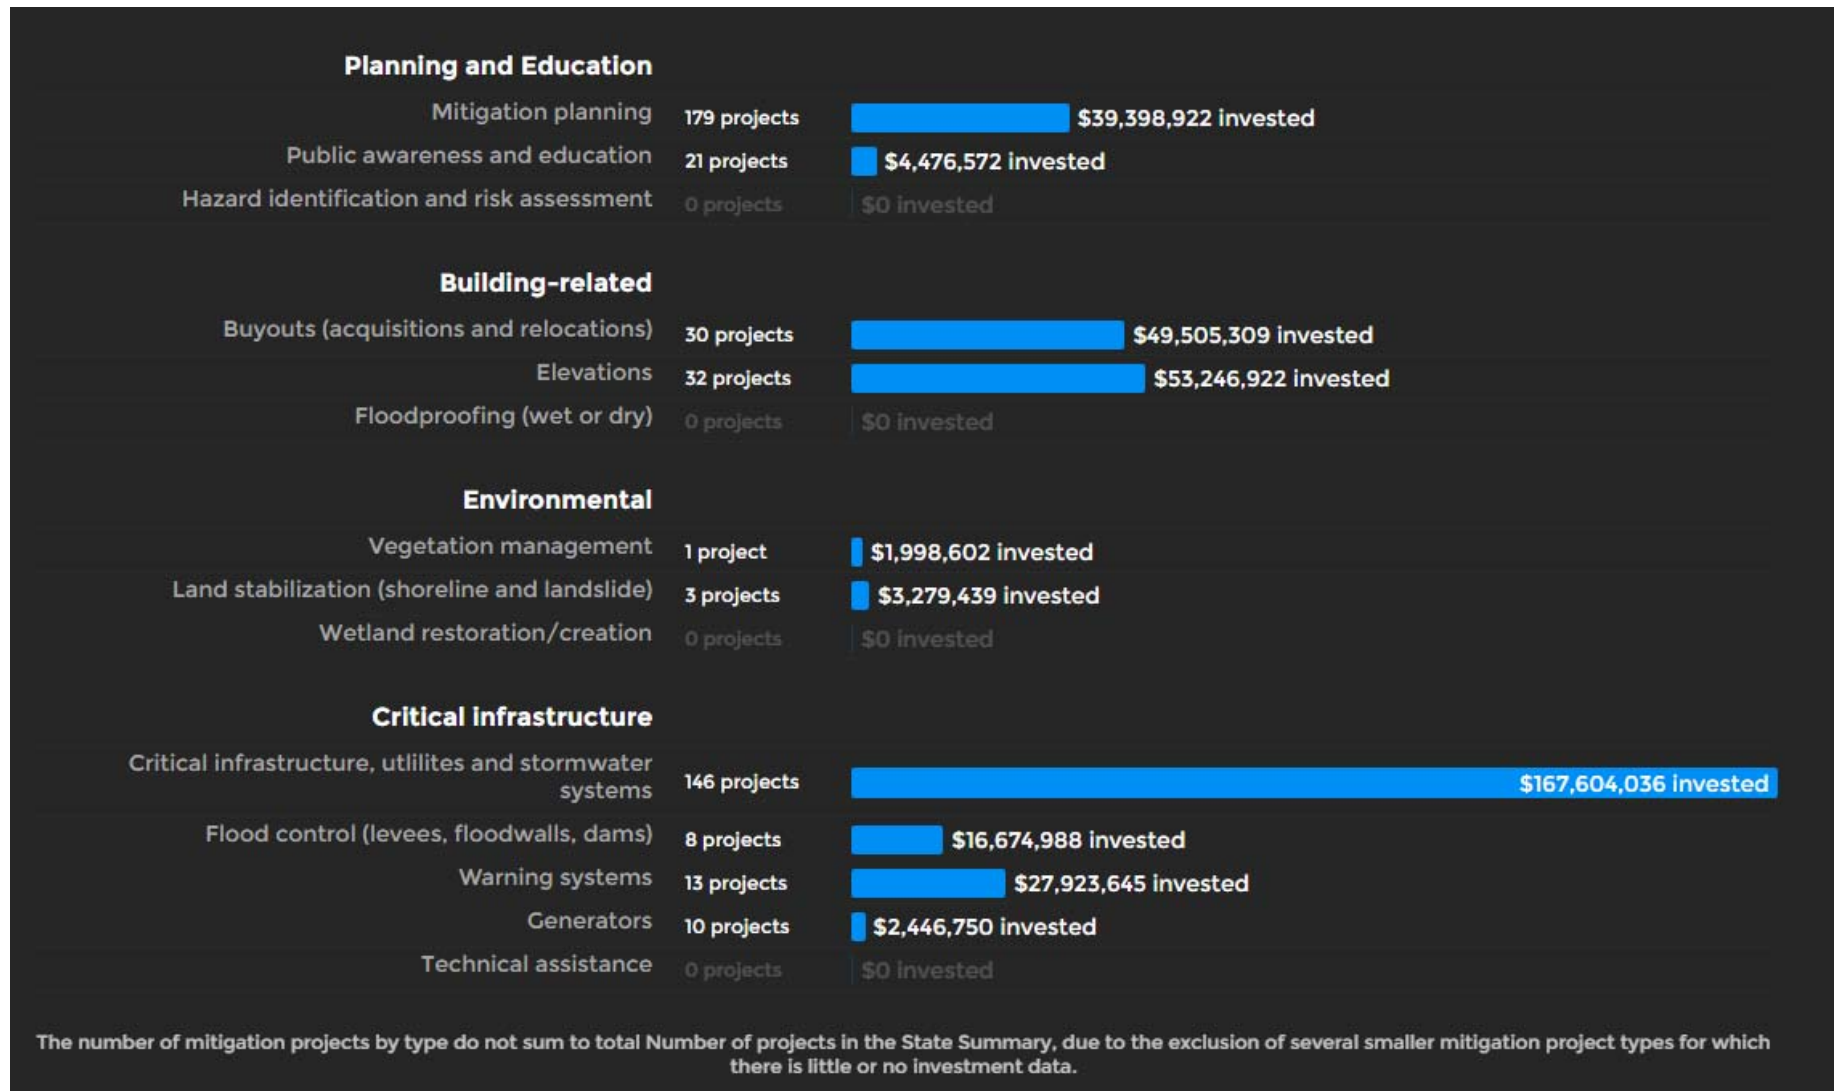 Planning and Education
Mitigation planning 179 projects $39,398,922 invested
Public awareness and education 21 projects $4,476,572 invested
Hazard identification and risk assessment 0 projects $0 invested
Building-related
Buyouts (acquisitions and relocations) 30 projects $49,505,309 invested
Elevations 32 projects $53,246,922 invested
Floodproofing (wet or dry) 0 projects $0 invested
Environmental
Vegetation management 1 project $1,998,602 invested
Land stabilization (shoreline and landslide) 3 projects $3,279,439 invested
Wetland restoration/creation 0 projects $0 invested
Critical infrastructure
Critical infrastructure, utlilites and stormwater
systems 146 projects $167,604,036 invested
Flood control (levees, floodwalls, dams) 8 projects $16,674,988 invested
Warning systems 13 projects $27,923,645 invested
Generators 10 projects $2,446,750 invested
Technical assistance 0 projects $0 invested
The number of mitigation projects by type do not sum to total Number of projects in the State Summary, due to the exclusion of several smaller mitigation project types for which
there is little or no investment data.